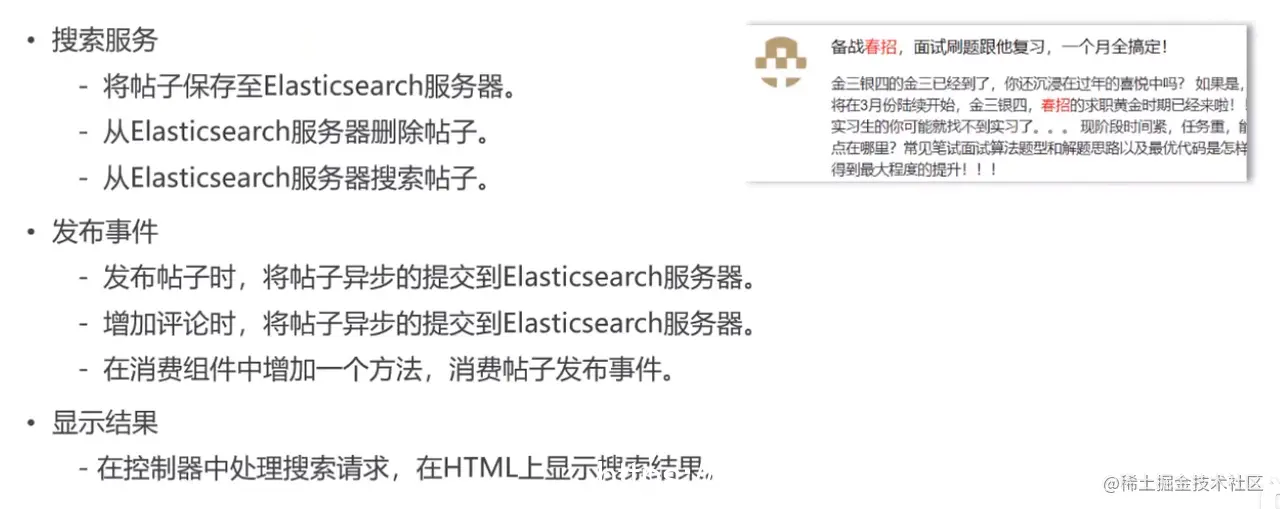 • 搜索服务
- 将帖子保存至Elasticsearch服务器。
- 从Elasticsearch服务器删除帖子。
- 从Elasticsearch服务器搜索帖子。
• 发布事件
- 发布帖子时，将帖子异步的提交到Elasticsearch服务器。
- 增加评论时，将帖子异步的提交到Elasticsearch服务器。
- 在消费组件中增加一个方法，消费帖子发布事件。
• 显示结果
- 在控制器中处理搜索请求，在HTML上显示搜索结果
备战春招，面试刷题跟他复习，一个月全搞定！
金三银四的金三已经到了，你还沉浸在过年的喜悦中吗？ 如果是，
将在3月份陆续开始，金三银四，春招的求职黄金时期已经来啦！
实习生的你可能就找不到实习了。。。 现阶段时间紧，任务重，能
点在哪里？常见笔试面试算法题型和解题思路以及最优代码是怎样
得到最大程度的提升！！！
@稀土掘金技术社区